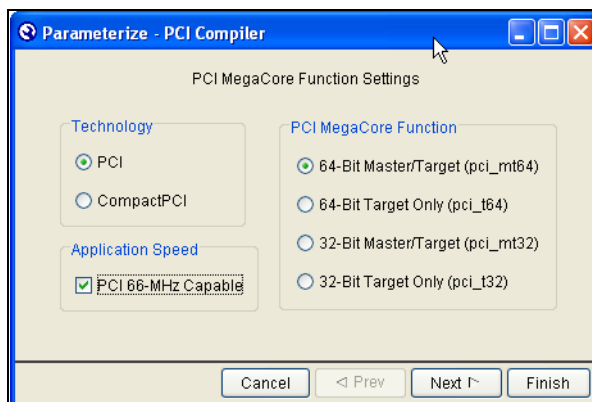 Parameterize - PCI Compiler
PCI MegaCore Function Settings
Technology
PCI
CompactPCI
Application Speed
PCI 66-MHz Capable
PCI MegaCore Function
64-Bit Master/Target (pci_mt64)
64-Bit Target Only (pci_t64)
32-Bit Master/Target (pci_mt32)
32-Bit Target Only (pci_t32)
Cancel
Prev
Next
Finish